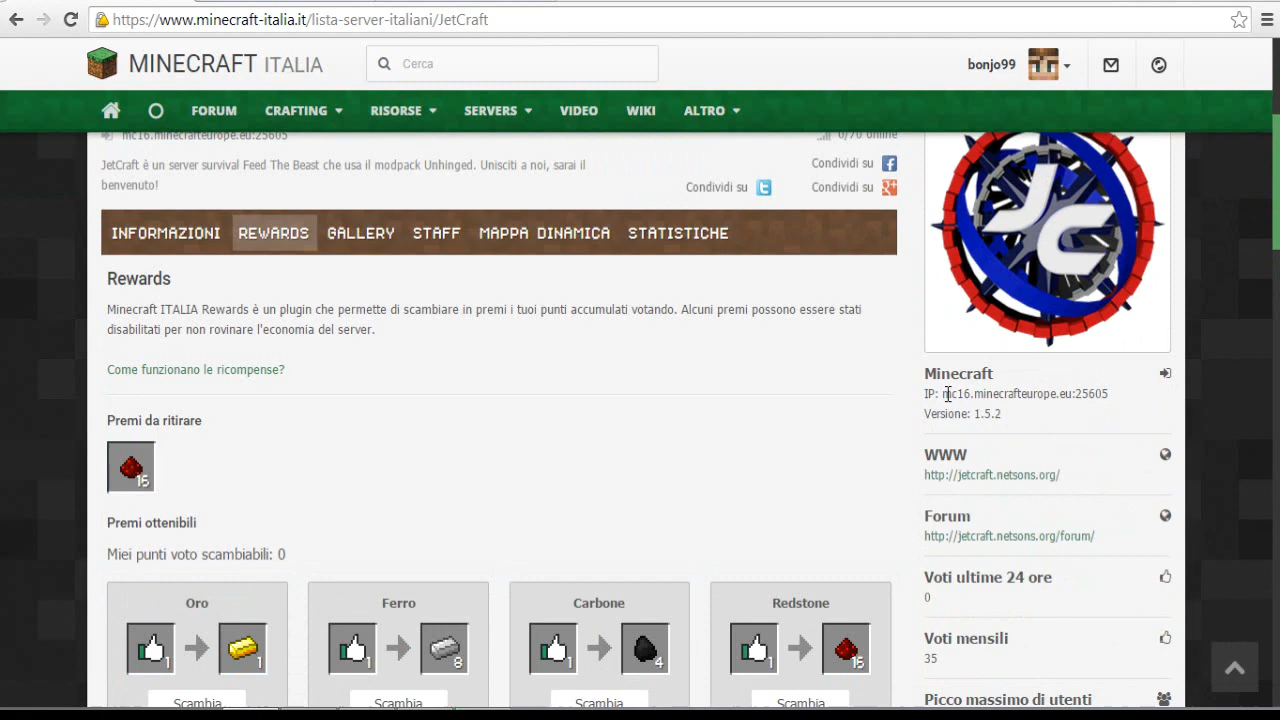 https://www.minecraft-italia.it/lista-server-italiani/JetCraft
MINECRAFT ITALIA
Cerca
bonjo99
FORUM
CRAFTING
RISORSE
SERVERS
VIDEO
WIKI
ALTRO
mc16.minecrafteurope.eu:25605
0/70 online
JetCraft è un server survival Feed The Beast che usa il modpack Unhinged. Unisciti a noi, sarai il
benvenuto!
Condividi su
Condividi su
Condividi su
INFORMAZIONI
REWARDS
GALLERY
STAFF
MAPPA DINAMICA
STATISTICHE
Rewards
Minecraft ITALIA Rewards è un plugin che permette di scambiare in premi i tuoi punti accumulati votando. Alcuni premi possono essere stati
disabilitati per non rovinare l'economia del server.
Come funzionano le ricompense?
Premi da ritirare
16
Premi ottenibili
Miei punti voto scambiabili: 0
Oro
1
1
Scambia
Ferro
1
8
Scambia
Carbone
1
4
Scambia
Redstone
1
16
Scambia
JC
Minecraft
IP: mc16.minecrafteurope.eu:25605
Versione: 1.5.2
WWW
http://jetcraft.netsons.org/
Forum
http://jetcraft.netsons.org/forum/
Voti ultime 24 ore
0
Voti mensili
35
Picco massimo di utenti